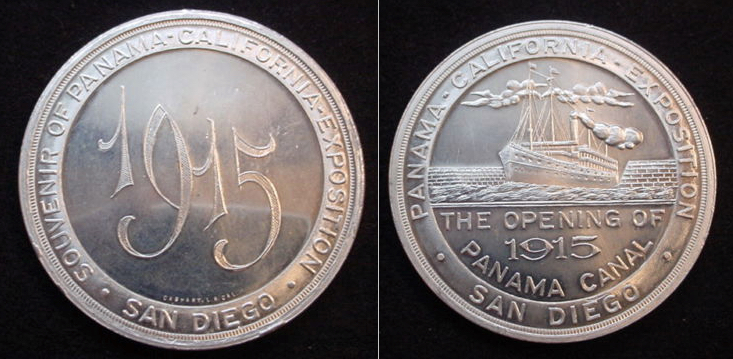 SOUVENIR OF PANAMA-CALIFORNIA-EXPOSITION
1915
SAN DIEGO
PANAMA-CALIFORNIA-EXPOSITION
THE OPENING OF
1915
PANAMA CANAL
SAN DIEGO